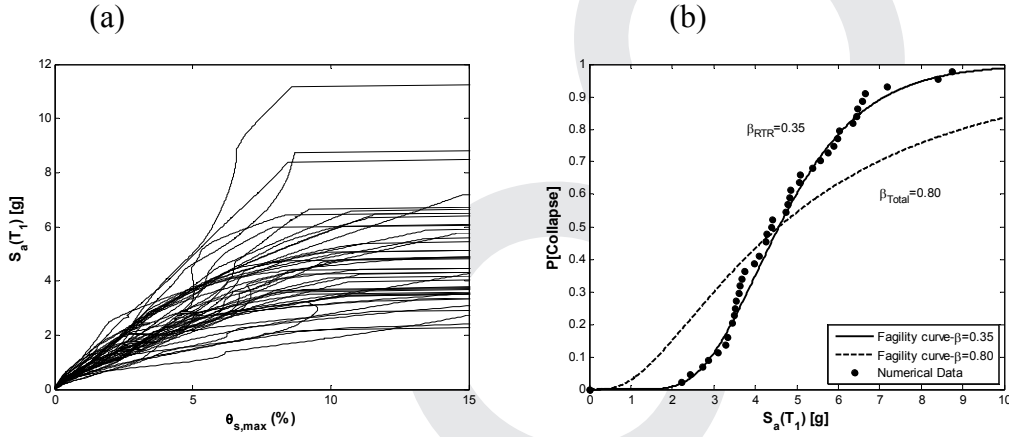 (a)
(b)
12
10
8
6
4
2
0
S_a(T_1) [g]
0 5 10 15
θ_s,max (%)
1
0.9
0.8
0.7
0.6
0.5
0.4
0.3
0.2
0.1
0
P[Collapse]
β_RTR=0.35
β_Total=0.80
Fagility curve-β=0.35
Fagility curve-β=0.80
Numerical Data
0 1 2 3 4 5 6 7 8 9 10
S_a(T_1) [g]